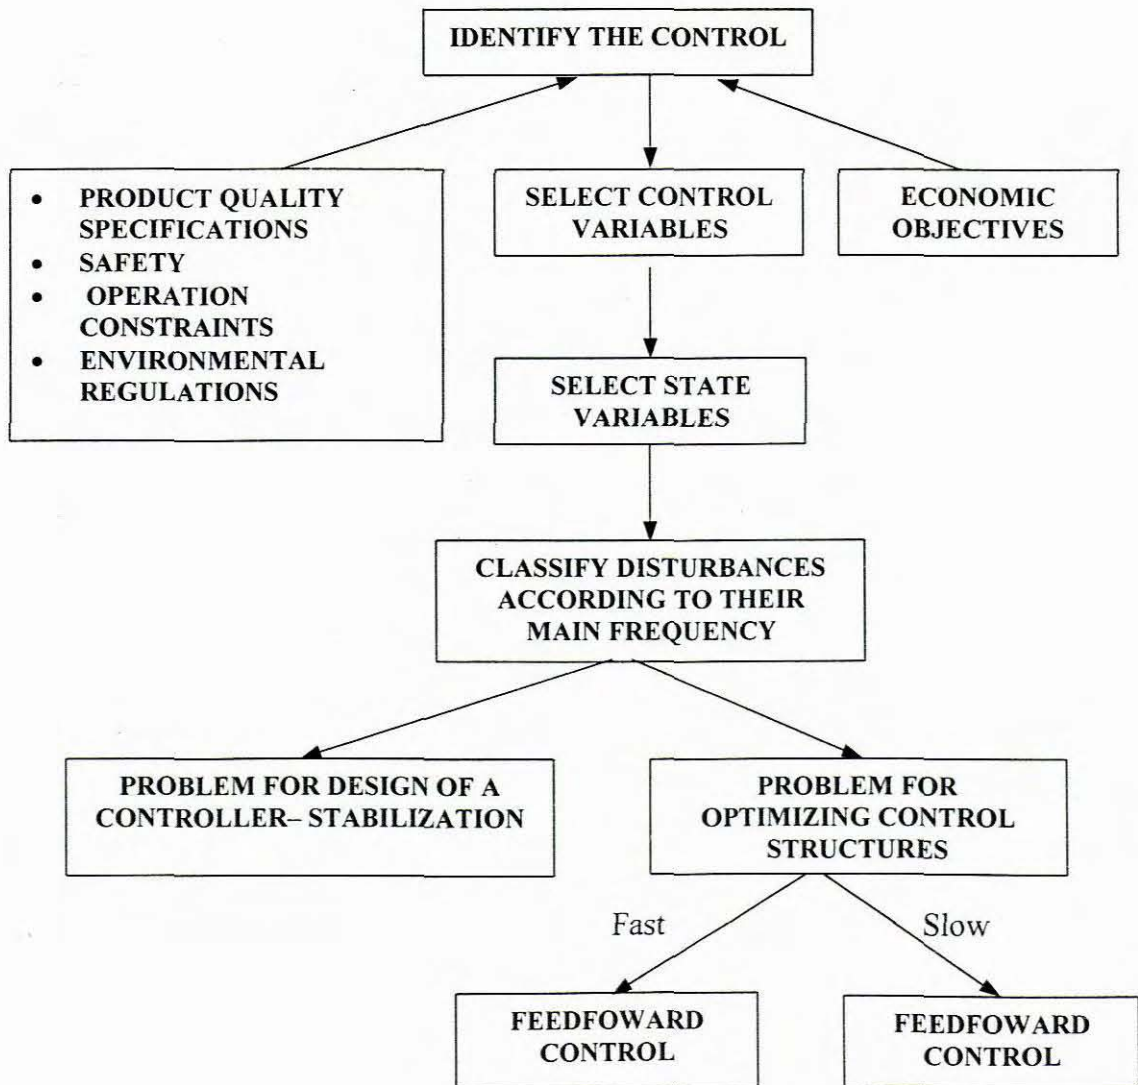 IDENTIFY THE CONTROL
• PRODUCT QUALITY
SPECIFICATIONS
• SAFETY
• OPERATION
CONSTRAINTS
• ENVIRONMENTAL
REGULATIONS
SELECT CONTROL
VARIABLES
ECONOMIC
OBJECTIVES
SELECT STATE
VARIABLES
CLASSIFY DISTURBANCES
ACCORDING TO THEIR
MAIN FREQUENCY
PROBLEM FOR DESIGN OF A
CONTROLLER– STABILIZATION
PROBLEM FOR
OPTIMIZING CONTROL
STRUCTURES
Fast
Slow
FEEDFOWARD
CONTROL
FEEDFOWARD
CONTROL